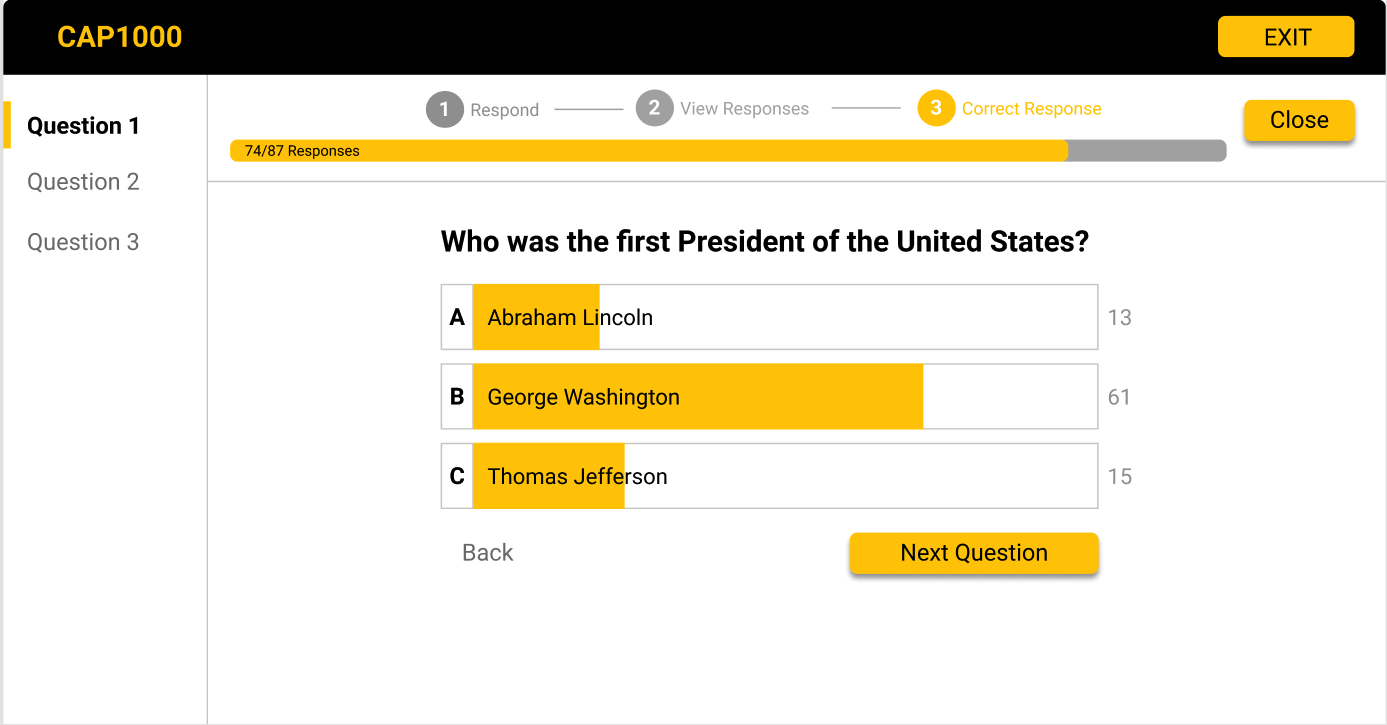 CAP1000
EXIT
Question 1
Question 2
Question 3
1 Respond 2 View Responses 3 Correct Response
Close
74/87 Responses
Who was the first President of the United States?
A Abraham Lincoln 13
B George Washington 61
C Thomas Jefferson 15
Back Next Question